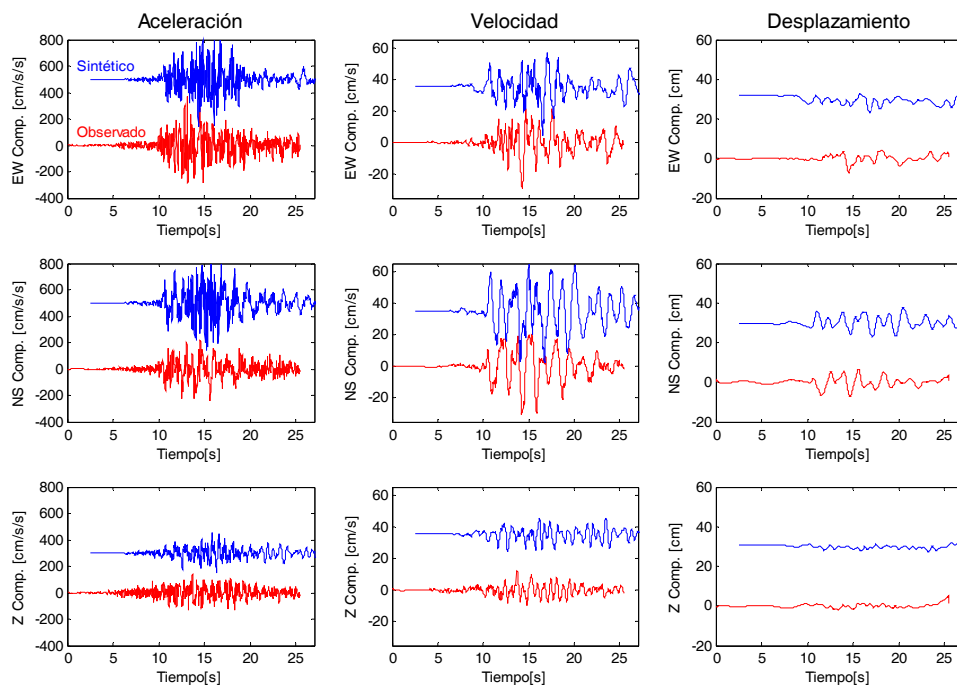 Aceleración
Velocidad
Desplazamiento
800
600
400
200
0
-200
-400
EW Comp. [cm/s/s]
Sintético
Observado
0 5 10 15 20 25
Tiempo[s]
60
40
20
0
-20
EW Comp. [cm/s]
0 5 10 15 20 25
Tiempo[s]
60
40
20
0
-20
EW Comp. [cm]
0 5 10 15 20 25
Tiempo[s]
800
600
400
200
0
-200
-400
NS Comp. [cm/s/s]
0 5 10 15 20 25
Tiempo[s]
60
40
20
0
-20
NS Comp. [cm/s]
0 5 10 15 20 25
Tiempo[s]
60
40
20
0
-20
NS Comp. [cm]
0 5 10 15 20 25
Tiempo[s]
800
600
400
200
0
-200
-400
Z Comp. [cm/s/s]
0 5 10 15 20 25
Tiempo[s]
60
40
20
0
-20
Z Comp. [cm/s]
0 5 10 15 20 25
Tiempo[s]
60
40
20
0
-20
Z Comp. [cm]
0 5 10 15 20 25
Tiempo[s]